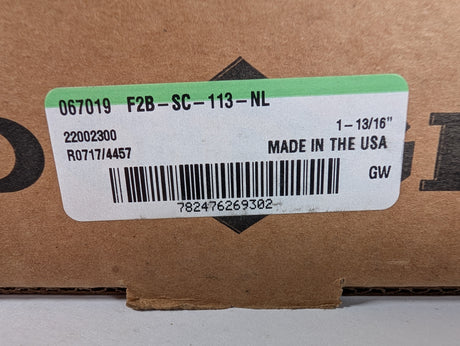 067019 F2B-SC-113-NL
22002300
1-13/16"
R0717/4457
MADE IN THE USA
GW
782476269302